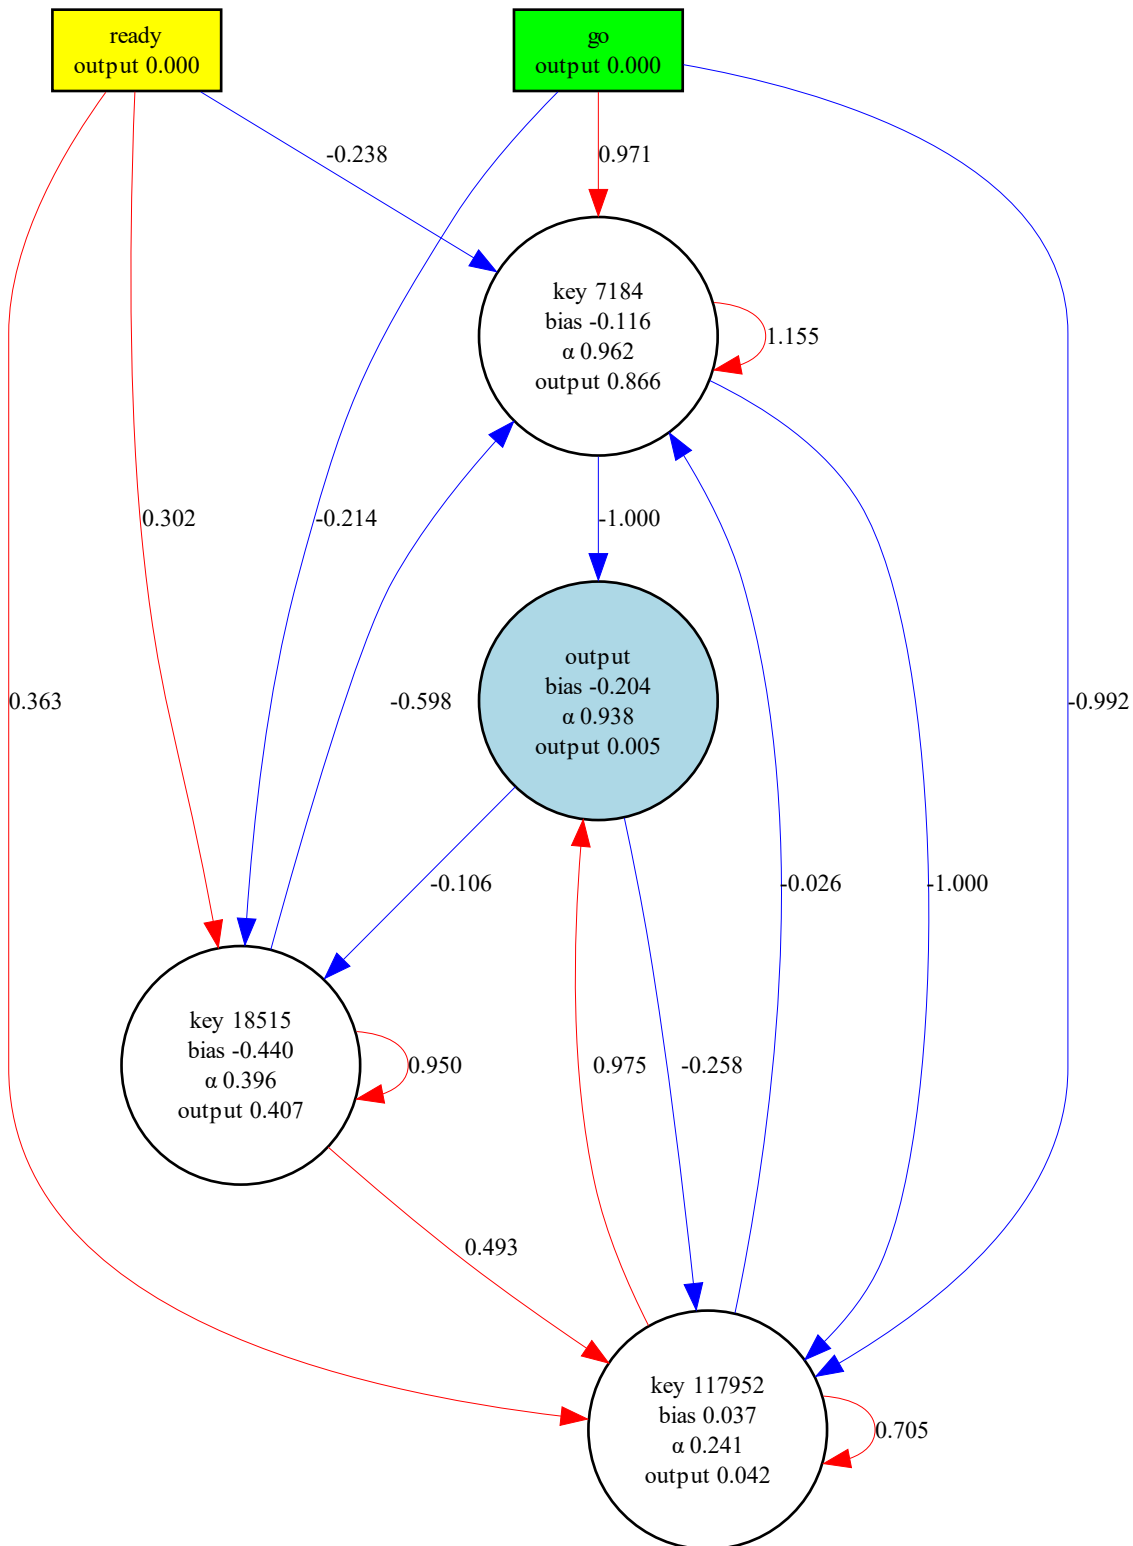 ready
output 0.000
go
output 0.000
-0.238
0.971
key 7184
bias -0.116
α 0.962
output 0.866
1.155
0.302
-0.214
-1.000
output
bias -0.204
α 0.938
output 0.005
0.363
-0.598
-0.992
-0.106
-0.026
-1.000
key 18515
bias -0.440
α 0.396
output 0.407
0.950
0.975
-0.258
0.493
key 117952
bias 0.037
α 0.241
output 0.042
0.705